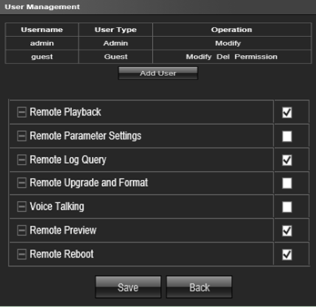 User Management
Username User Type Operation
admin Admin Modify
guest Guest Modify Del Permission
Add User
Remote Playback
Remote Parameter Settings
Remote Log Query
Remote Upgrade and Format
Voice Talking
Remote Preview
Remote Reboot
Save Back